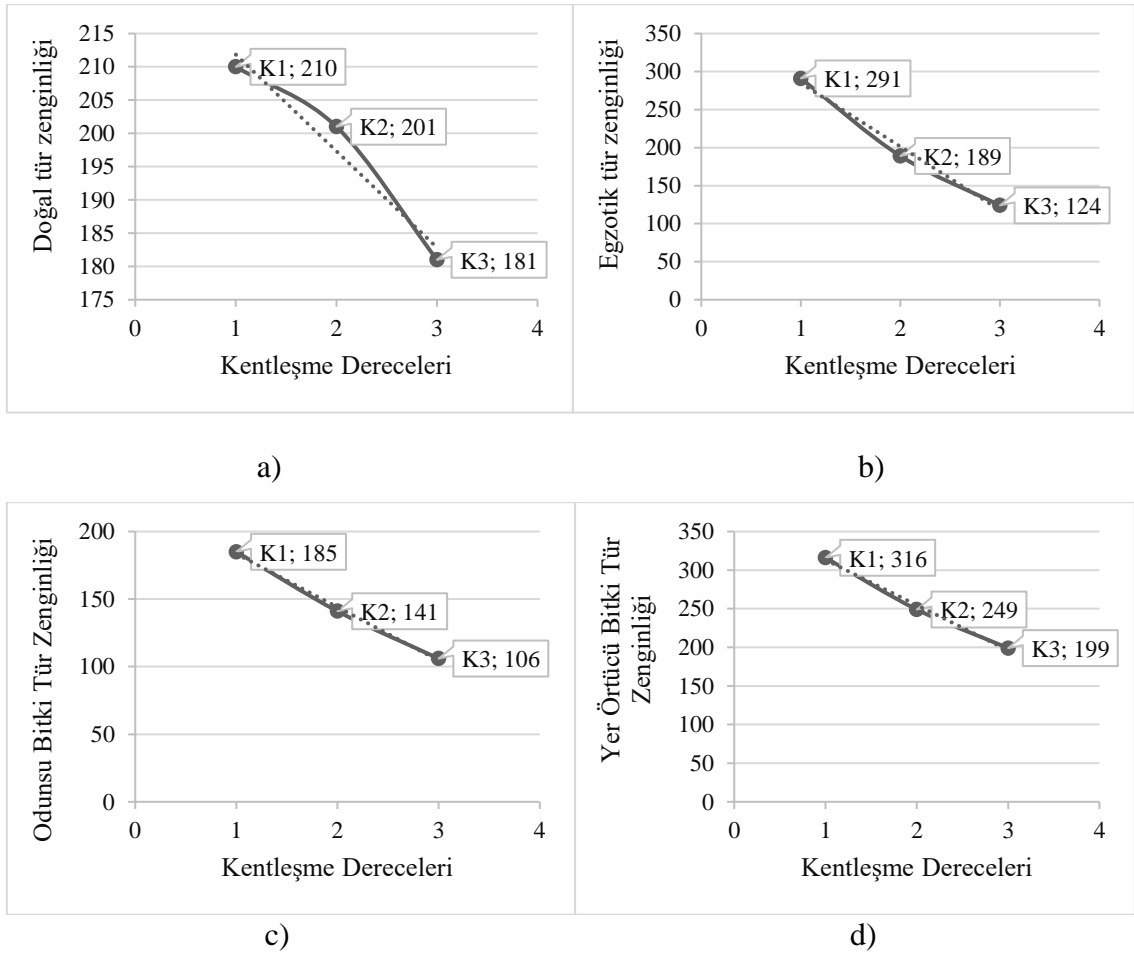 Doğal tür zenginliği
215
210
205
200
195
190
185
180
175
K1; 210
K2; 201
K3; 181
0 1 2 3 4
Kentleşme Dereceleri
a)
Egzotik tür zenginliği
350
300
250
200
150
100
50
0
K1; 291
K2; 189
K3; 124
0 1 2 3 4
Kentleşme Dereceleri
b)
Odunsu Bitki Tür Zenginliği
200
150
100
50
0
K1; 185
K2; 141
K3; 106
0 1 2 3 4
Kentleşme Dereceleri
c)
Yer Örtücü Bitki Tür
Zenginliği
350
300
250
200
150
100
50
0
K1; 316
K2; 249
K3; 199
0 1 2 3 4
Kentleşme Dereceleri
d)